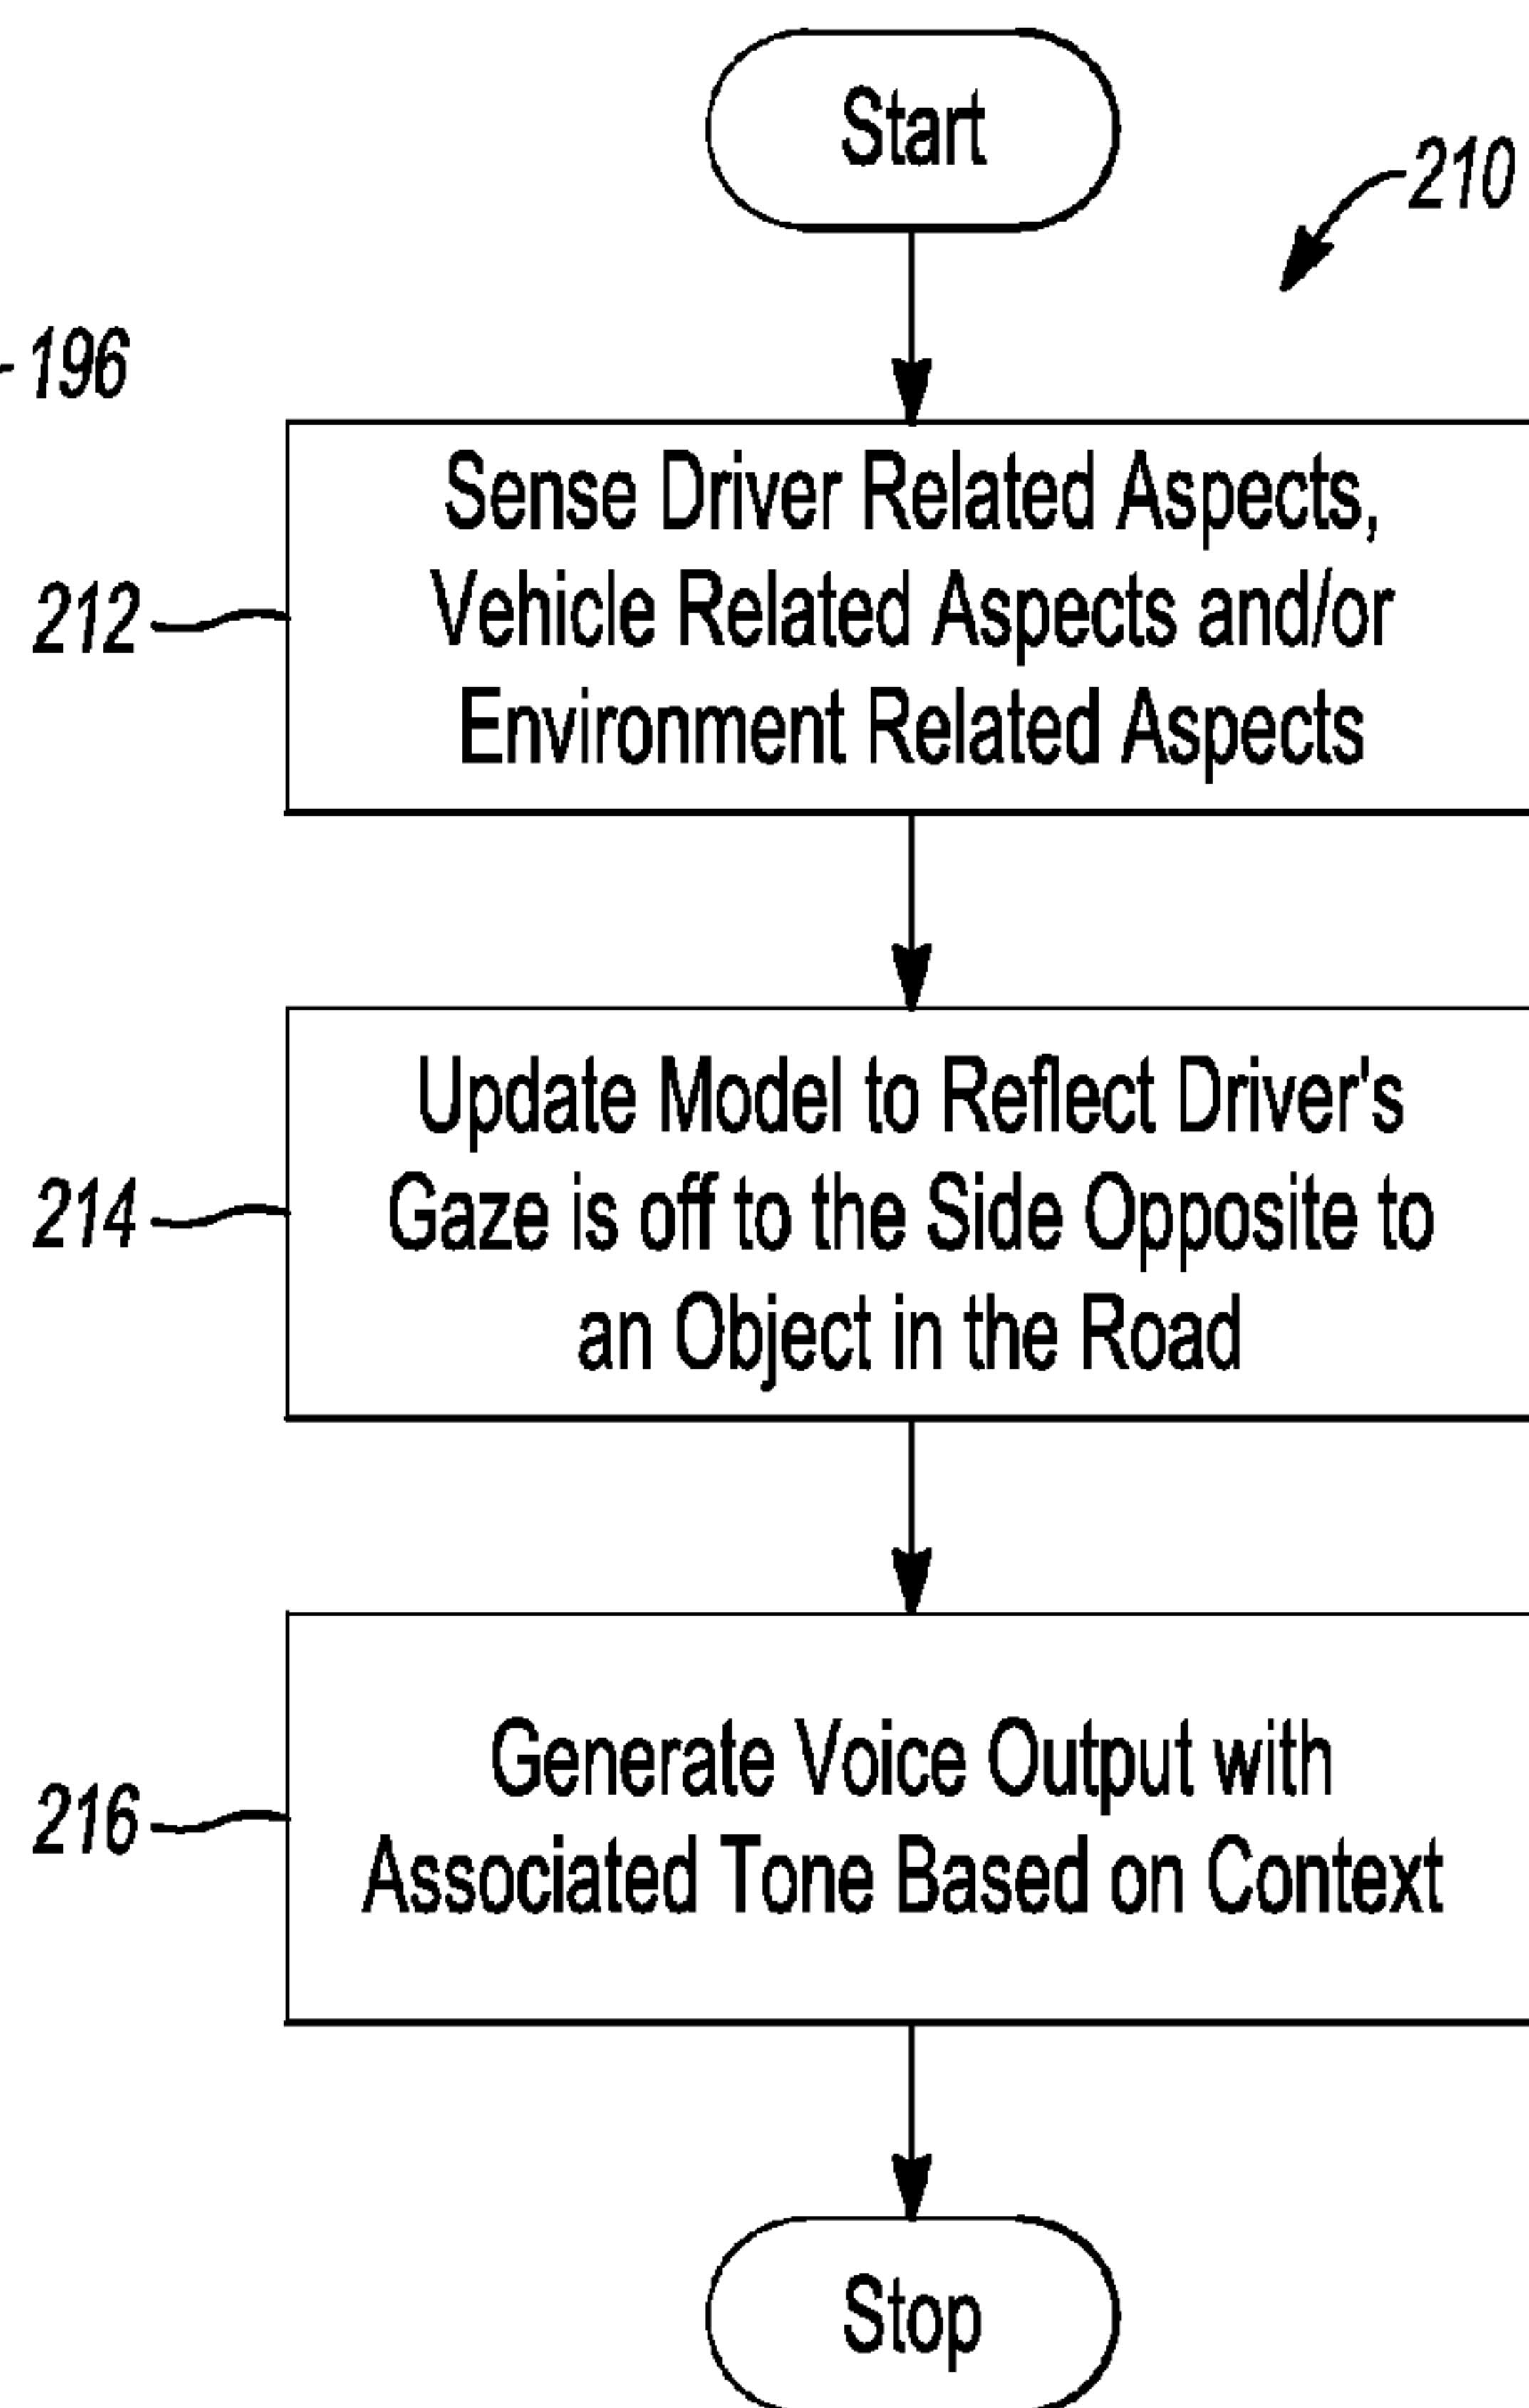 Start
210
196
Sense Driver Related Aspects,
Vehicle Related Aspects and/or
Environment Related Aspects
212
Update Model to Reflect Driver's
Gaze is off to the Side Opposite to
an Object in the Road
214
Generate Voice Output with
Associated Tone Based on Context
216
Stop